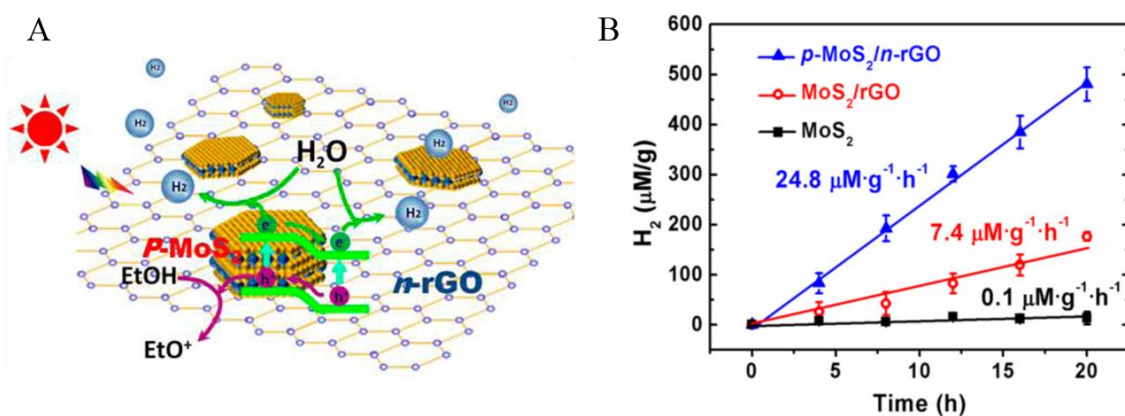 A
H2
H2
H2
H2
H2
H2
H₂O
e
e
P-MoS₂
EtOH
h
h
n-rGO
EtO⁺
B
H₂ (μM/g)
600
500
400
300
200
100
0
p-MoS₂/n-rGO
MoS₂/rGO
MoS₂
24.8 μM·g⁻¹·h⁻¹
7.4 μM·g⁻¹·h⁻¹
0.1 μM·g⁻¹·h⁻¹
0 5 10 15 20
Time (h)